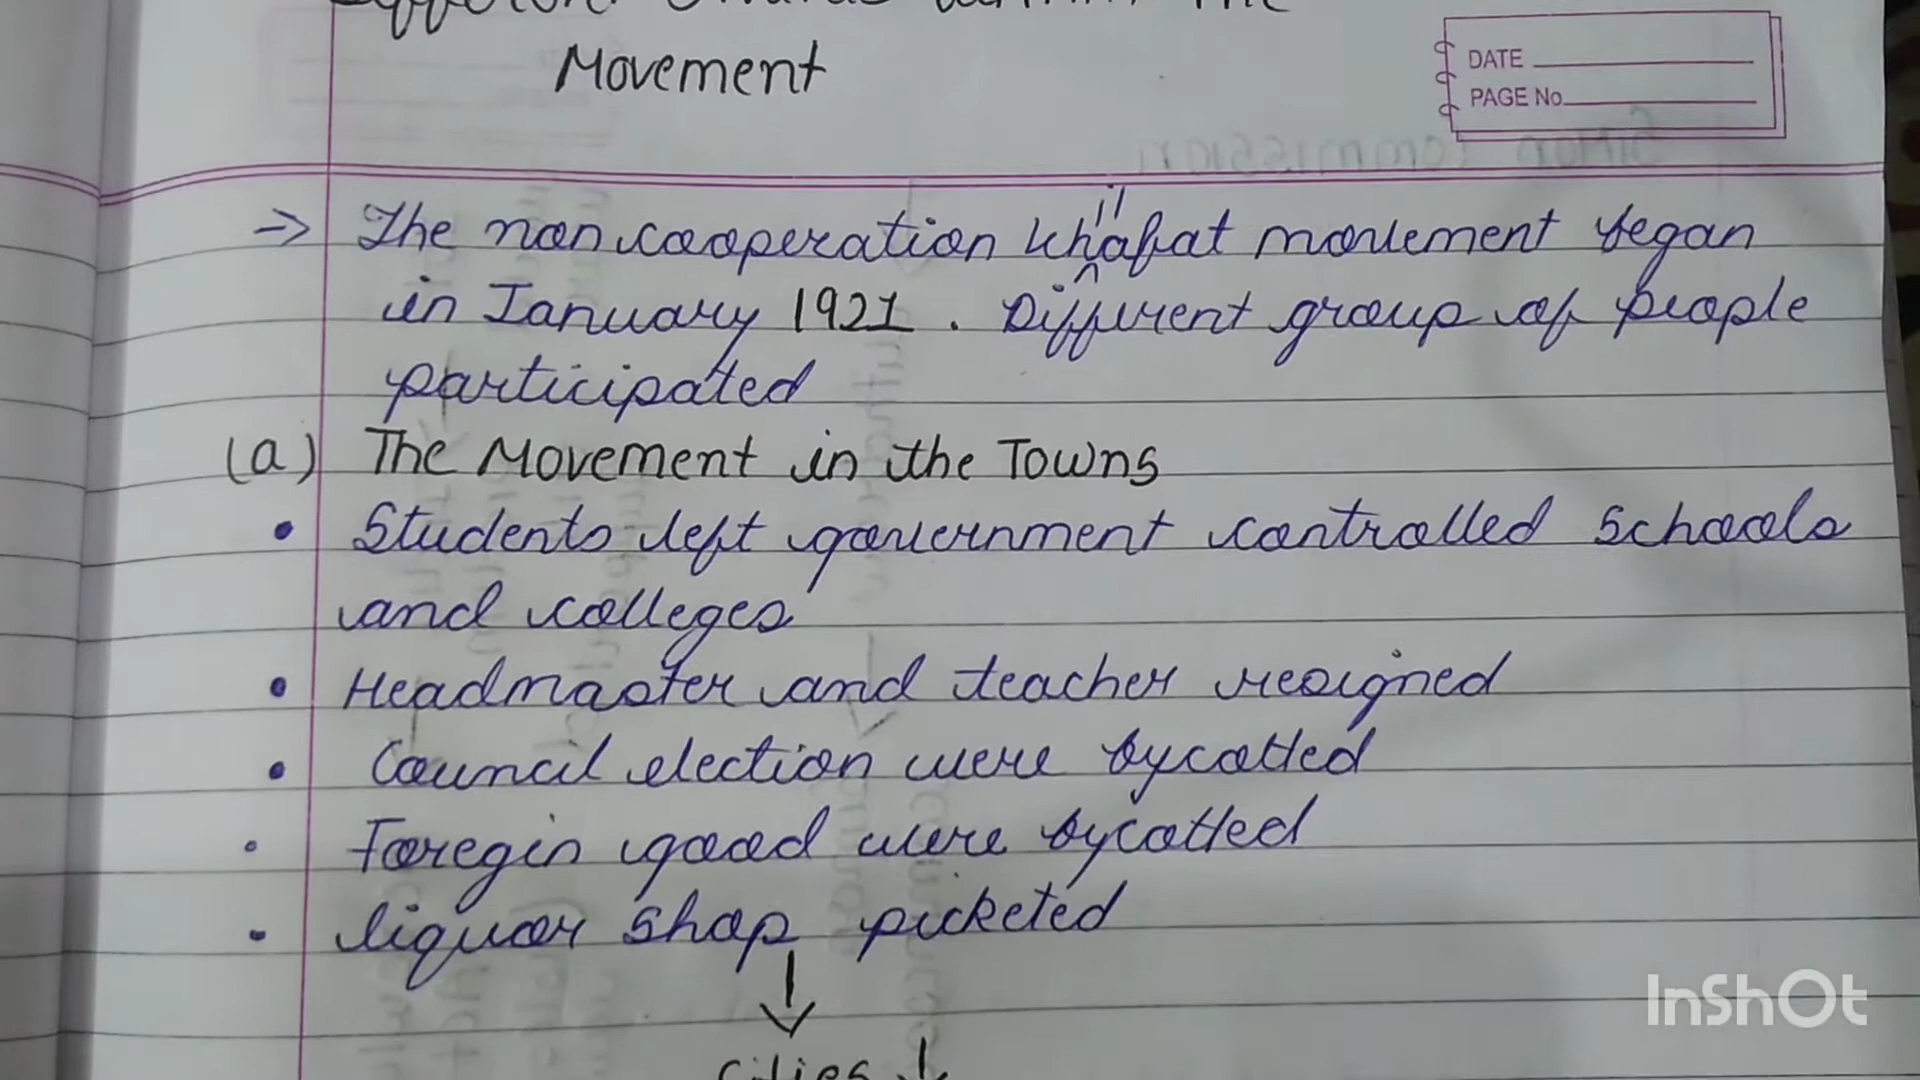 Movement
DATE
PAGE No.
→ The non cooperation khilafat movement began
in January 1921. Different group of people
participated
(a) The Movement in the Towns
• Students left government controlled schools
and colleges
• Headmaster and teacher resigned
• Council election were bycotted
• Foregin good were bycotted
• liquor shop picketed
↓
cities ↓
InShOt